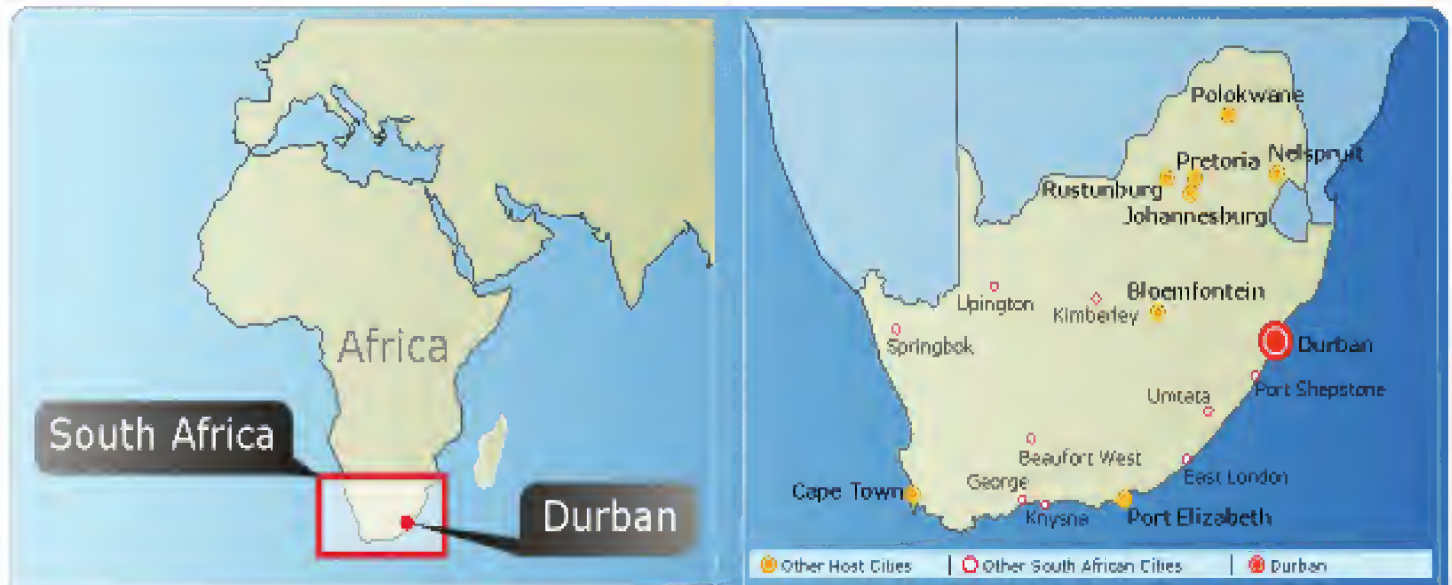 Africa
South Africa
Durban
Polokwane
Pretoria
Nelspruit
Rustunburg
Johannesburg
Upington
Kimberley
Bloemfontein
Springbok
Durban
Port Shepstone
Umtata
Beaufort West
East London
George
Cape Town
Knysna
Port Elizabeth
Other Host Cities | Other South African Cities | Durban